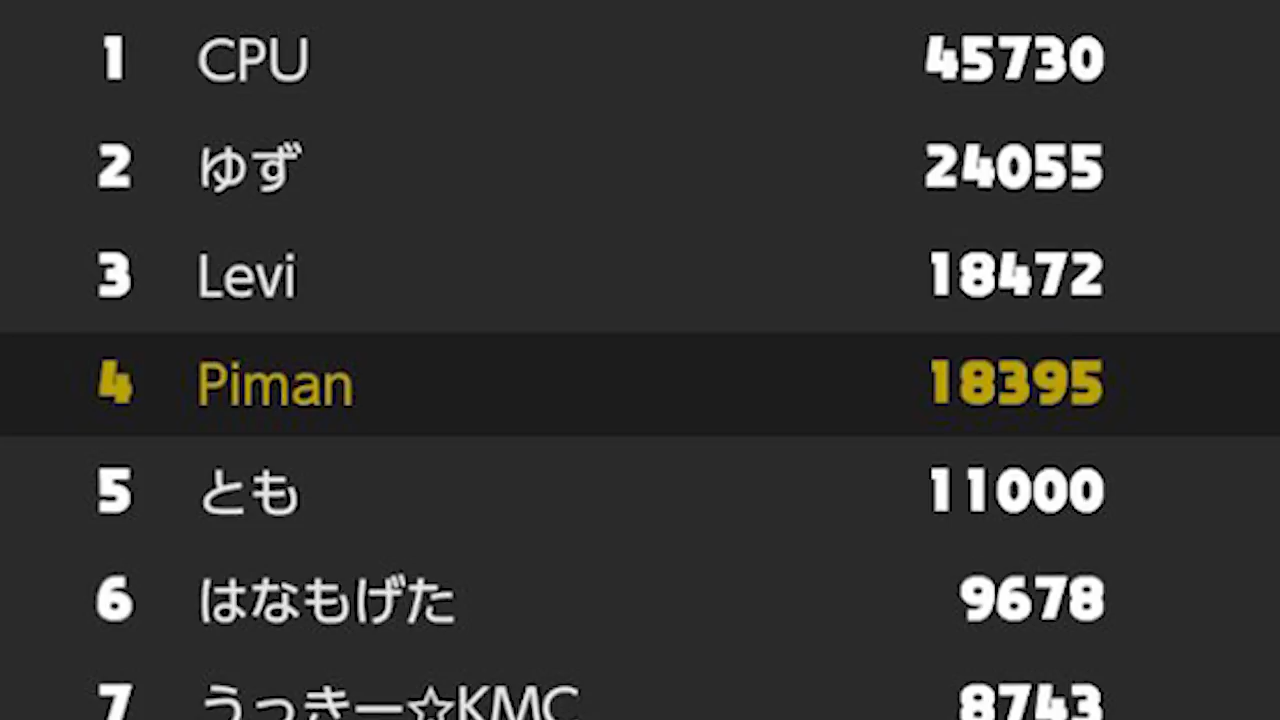 1 CPU 45730
2 ゆず 24055
3 Levi 18472
4 Piman 18395
5 とも 11000
6 はなもげた 9678
7 うっきー☆KMC 8743